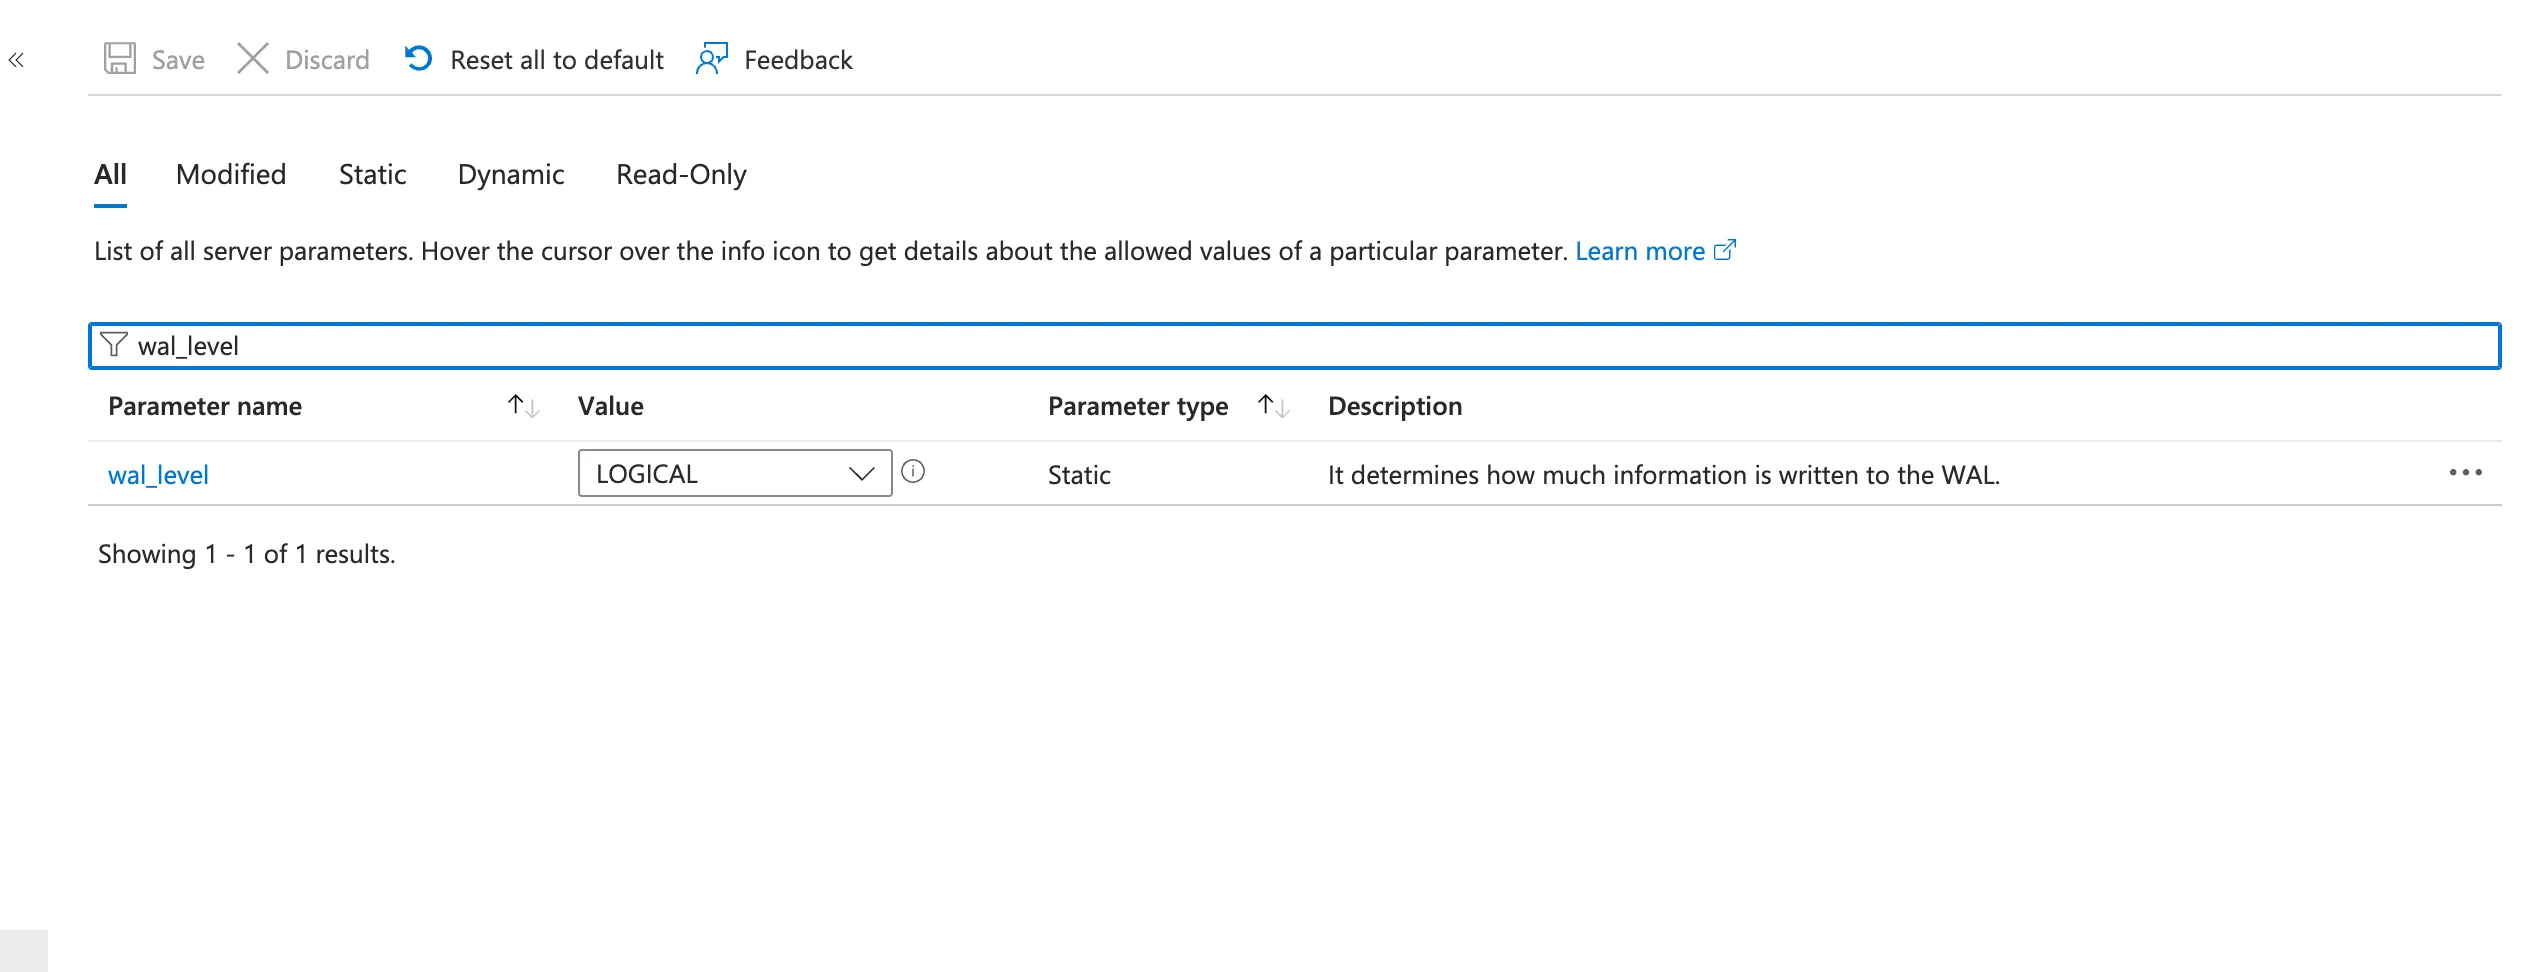 Save Discard Reset all to default Feedback
All Modified Static Dynamic Read-Only
List of all server parameters. Hover the cursor over the info icon to get details about the allowed values of a particular parameter. Learn more
wal_level
Parameter name Value Parameter type Description
wal_level LOGICAL Static It determines how much information is written to the WAL.
Showing 1 - 1 of 1 results.